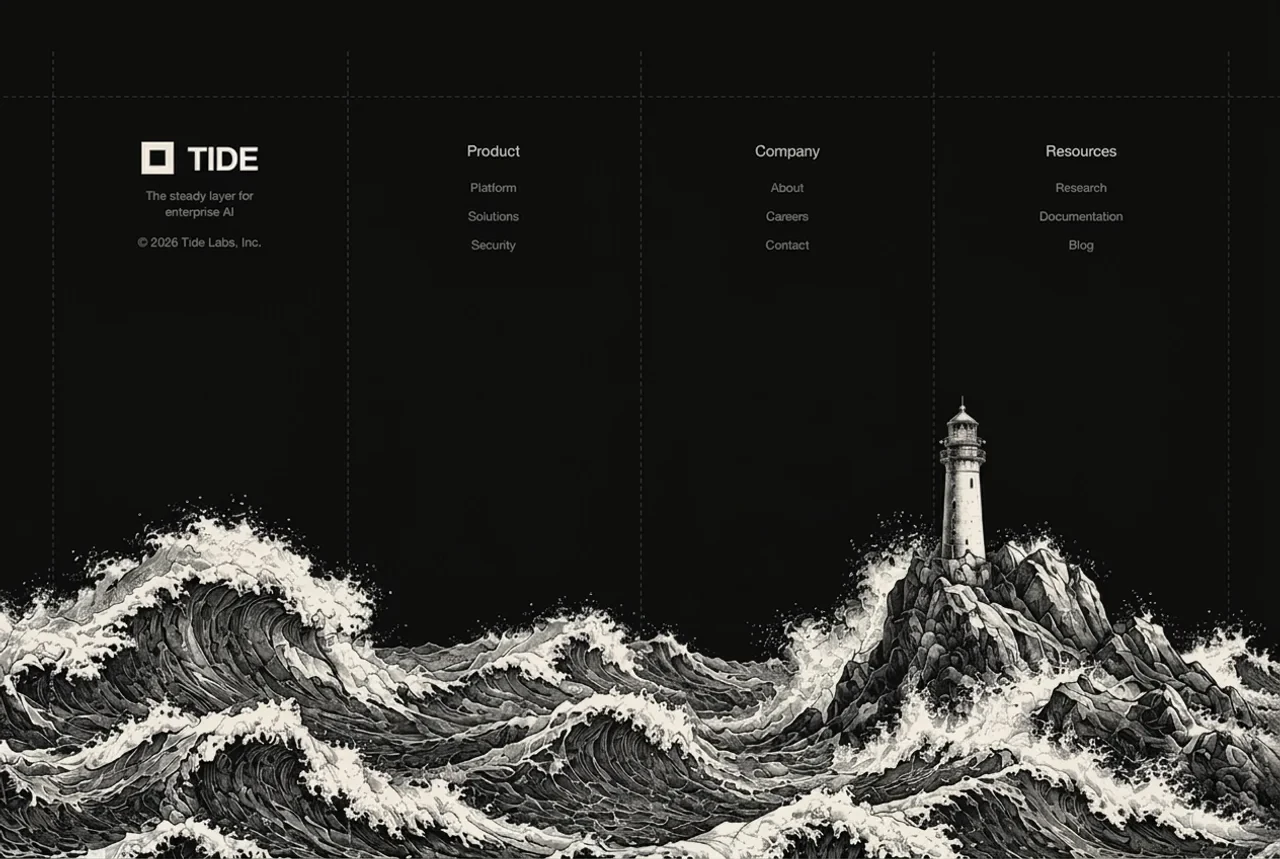 TIDE
The steady layer for
enterprise AI
© 2026 Tide Labs, Inc.
Product
Platform
Solutions
Security
Company
About
Careers
Contact
Resources
Research
Documentation
Blog